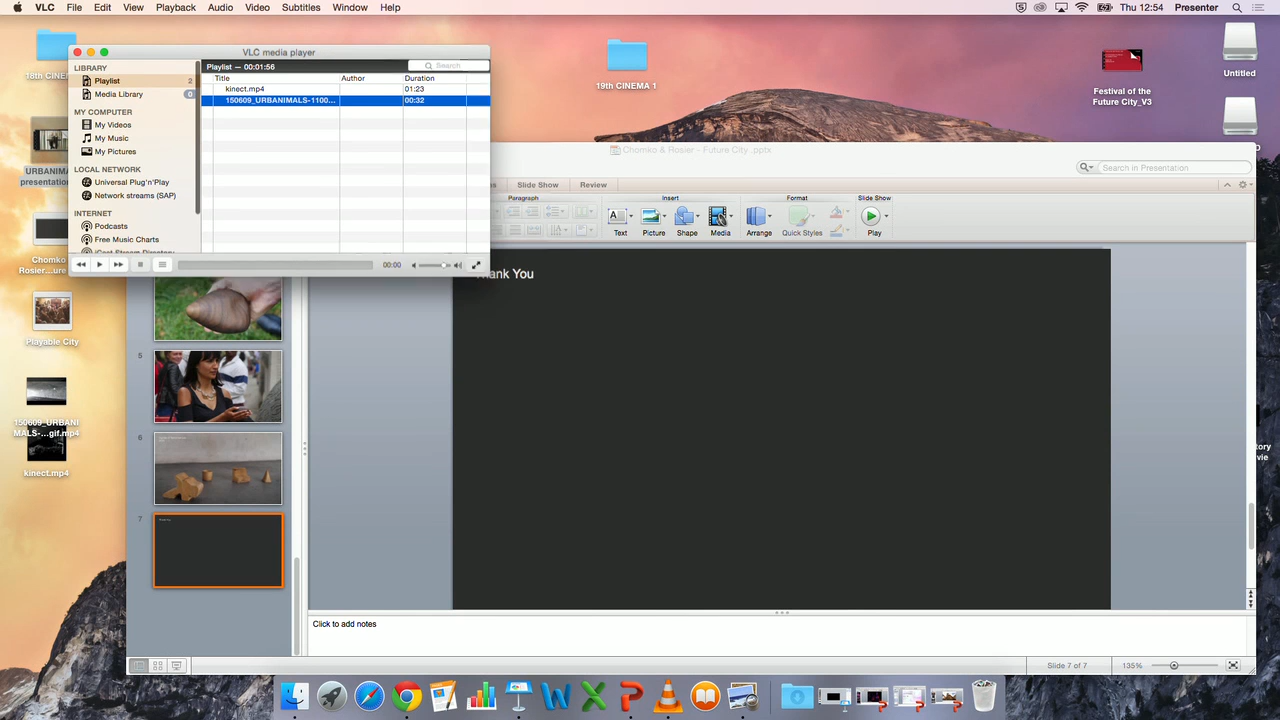 VLC File Edit View Playback Audio Video Subtitles Window Help
Thu 12:54 Presenter
VLC media player
LIBRARY
Playlist 2
Media Library 0
MY COMPUTER
My Videos
My Music
My Pictures
LOCAL NETWORK
Universal Plug'n'Play
Network streams (SAP)
INTERNET
Podcasts
Free Music Charts
Playlist — 00:01:56
Search
Title Author Duration
kinect.mp4 01:23
150609_URBANIMALS-1100... 00:32
00:00
19th CINEMA 1
Festival of the
Future City_V3
Untitled
Playable City
150609_URBANI
MALS-...gif.mp4
kinect.mp4
Chomko & Rosier - Future City .pptx
Search in Presentation
Slide Show Review
Paragraph Insert Format Slide Show
Text Picture Shape Media Arrange Quick Styles Play
Thank You
5
6
7
Click to add notes
Slide 7 of 7 135%